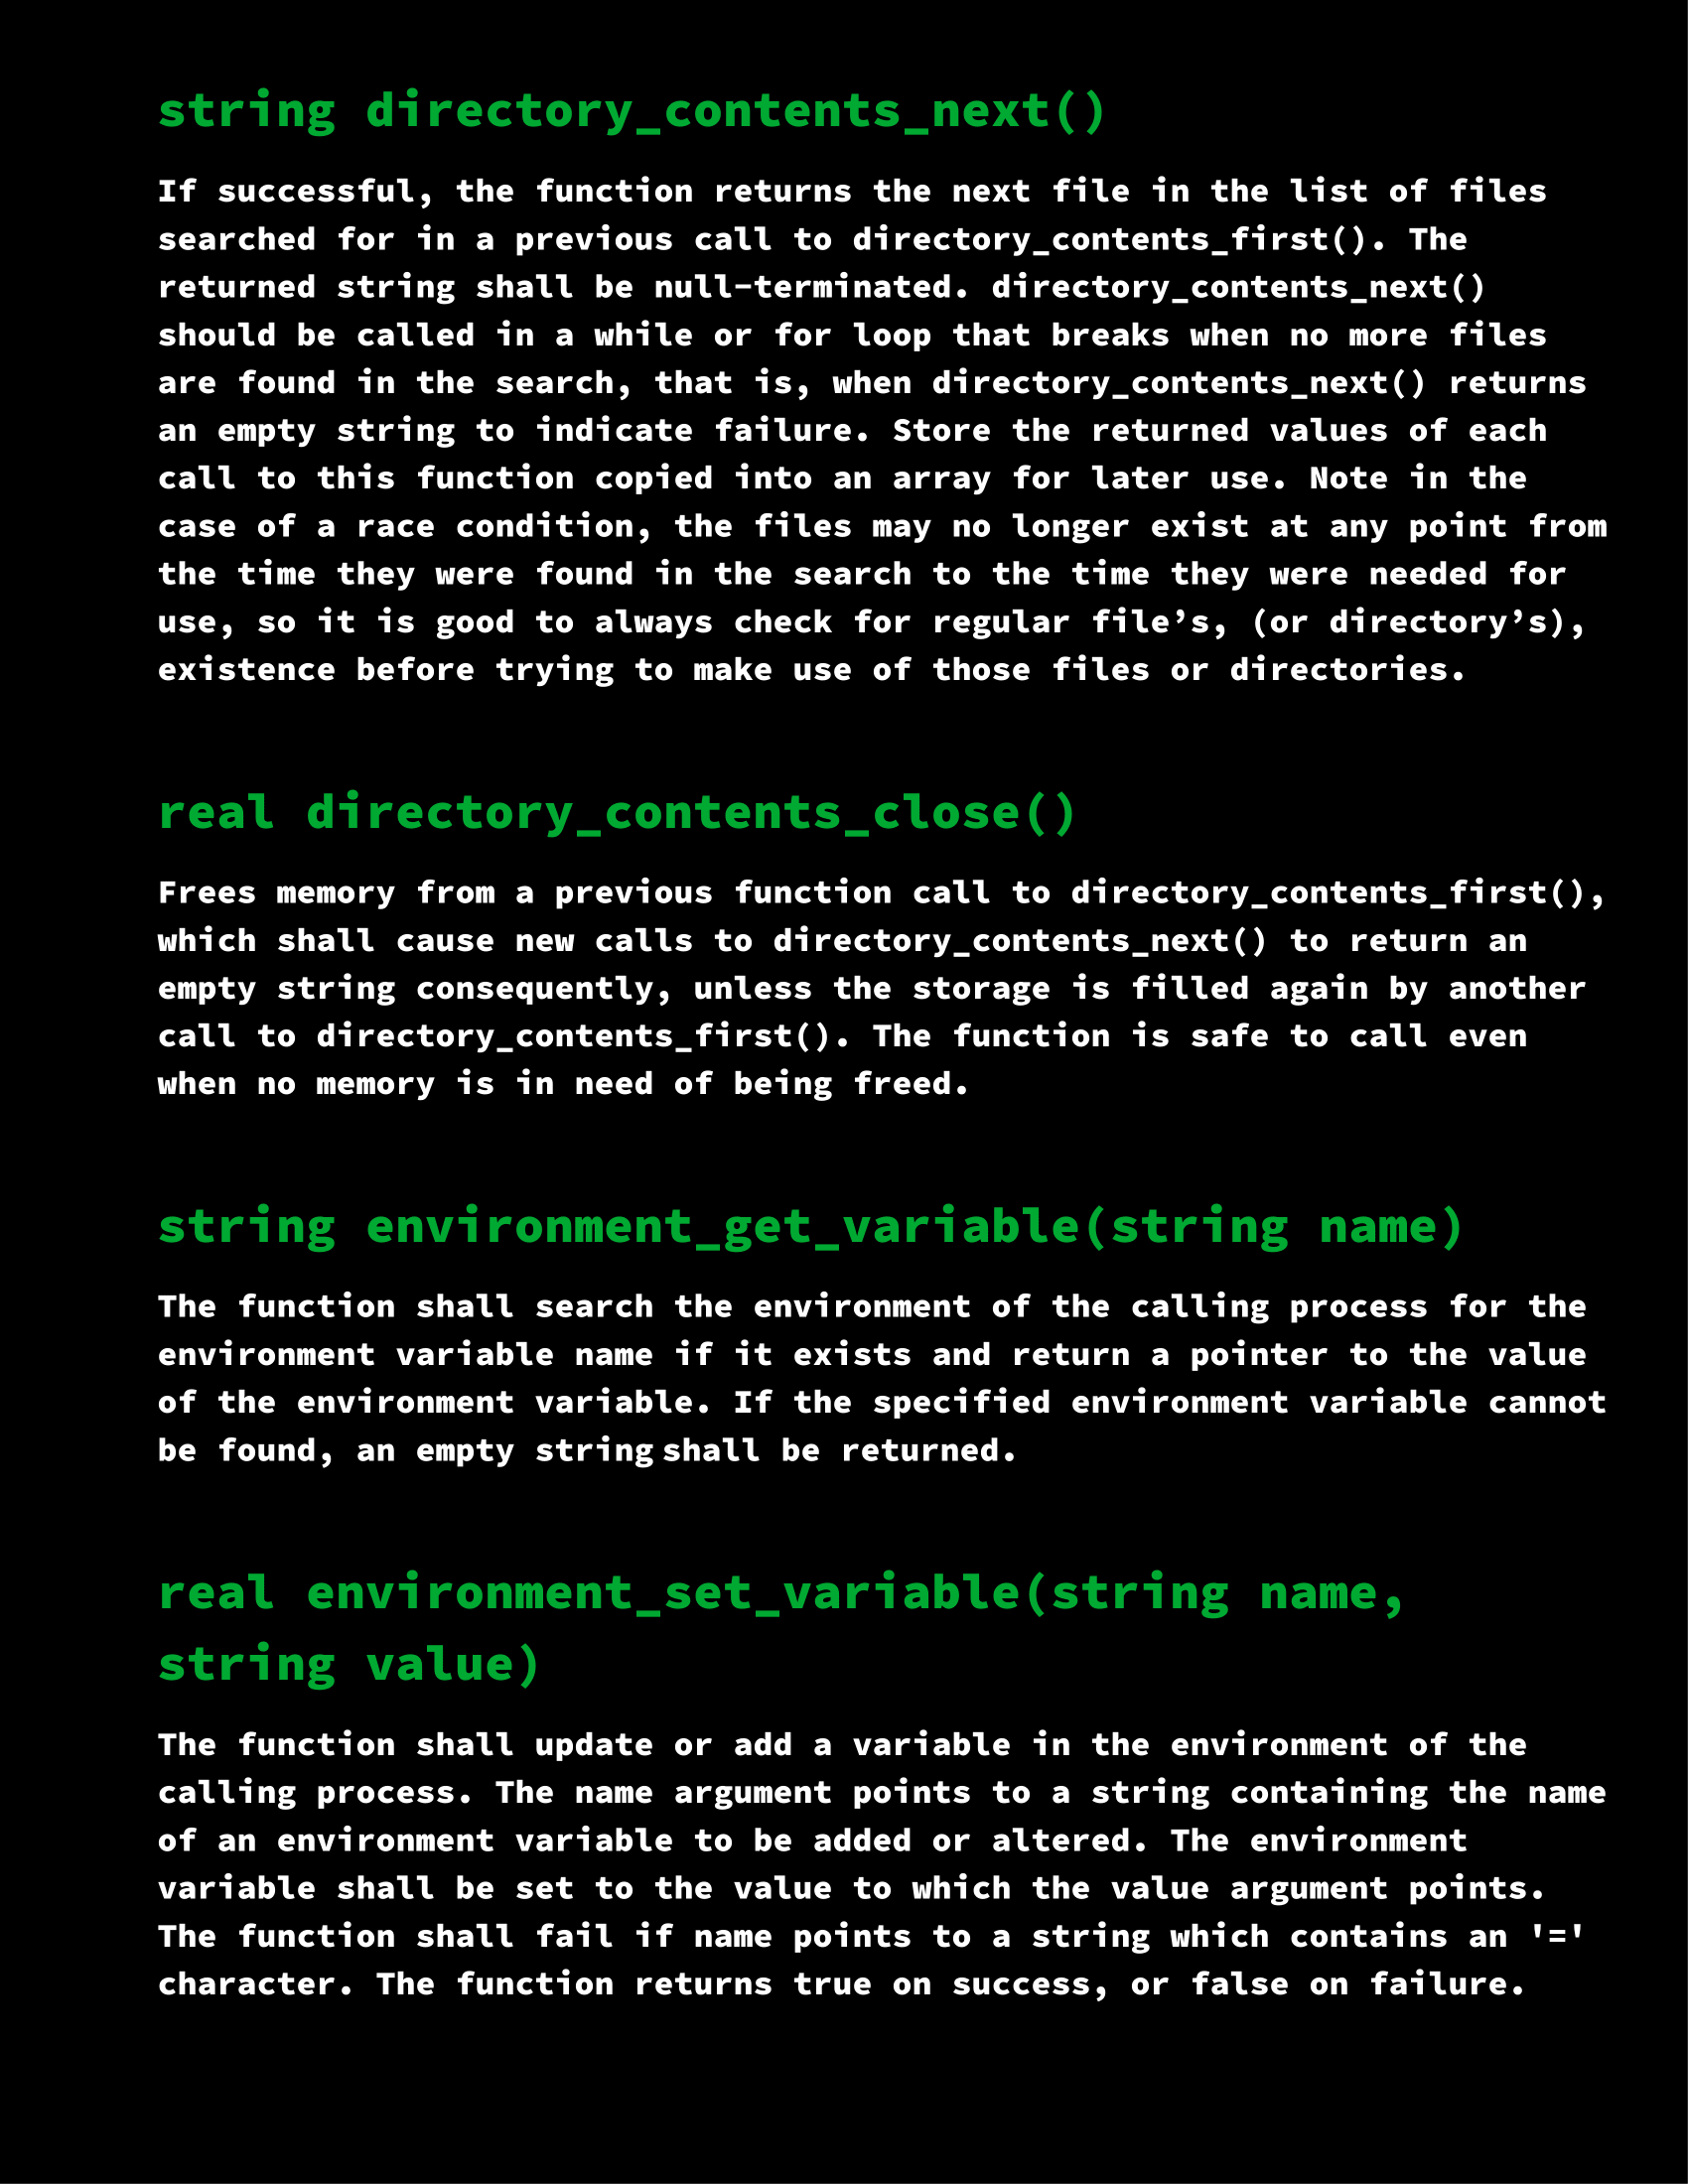 string directory_contents_next()
If successful, the function returns the next file in the list of files
searched for in a previous call to directory_contents_first(). The
returned string shall be null-terminated. directory_contents_next()
should be called in a while or for loop that breaks when no more files
are found in the search, that is, when directory_contents_next() returns
an empty string to indicate failure. Store the returned values of each
call to this function copied into an array for later use. Note in the
case of a race condition, the files may no longer exist at any point from
the time they were found in the search to the time they were needed for
use, so it is good to always check for regular file’s, (or directory’s),
existence before trying to make use of those files or directories.
real directory_contents_close()
Frees memory from a previous function call to directory_contents_first(),
which shall cause new calls to directory_contents_next() to return an
empty string consequently, unless the storage is filled again by another
call to directory_contents_first(). The function is safe to call even
when no memory is in need of being freed.
string environment_get_variable(string name)
The function shall search the environment of the calling process for the
environment variable name if it exists and return a pointer to the value
of the environment variable. If the specified environment variable cannot
be found, an empty string shall be returned.
real environment_set_variable(string name,
string value)
The function shall update or add a variable in the environment of the
calling process. The name argument points to a string containing the name
of an environment variable to be added or altered. The environment
variable shall be set to the value to which the value argument points.
The function shall fail if name points to a string which contains an '='
character. The function returns true on success, or false on failure.